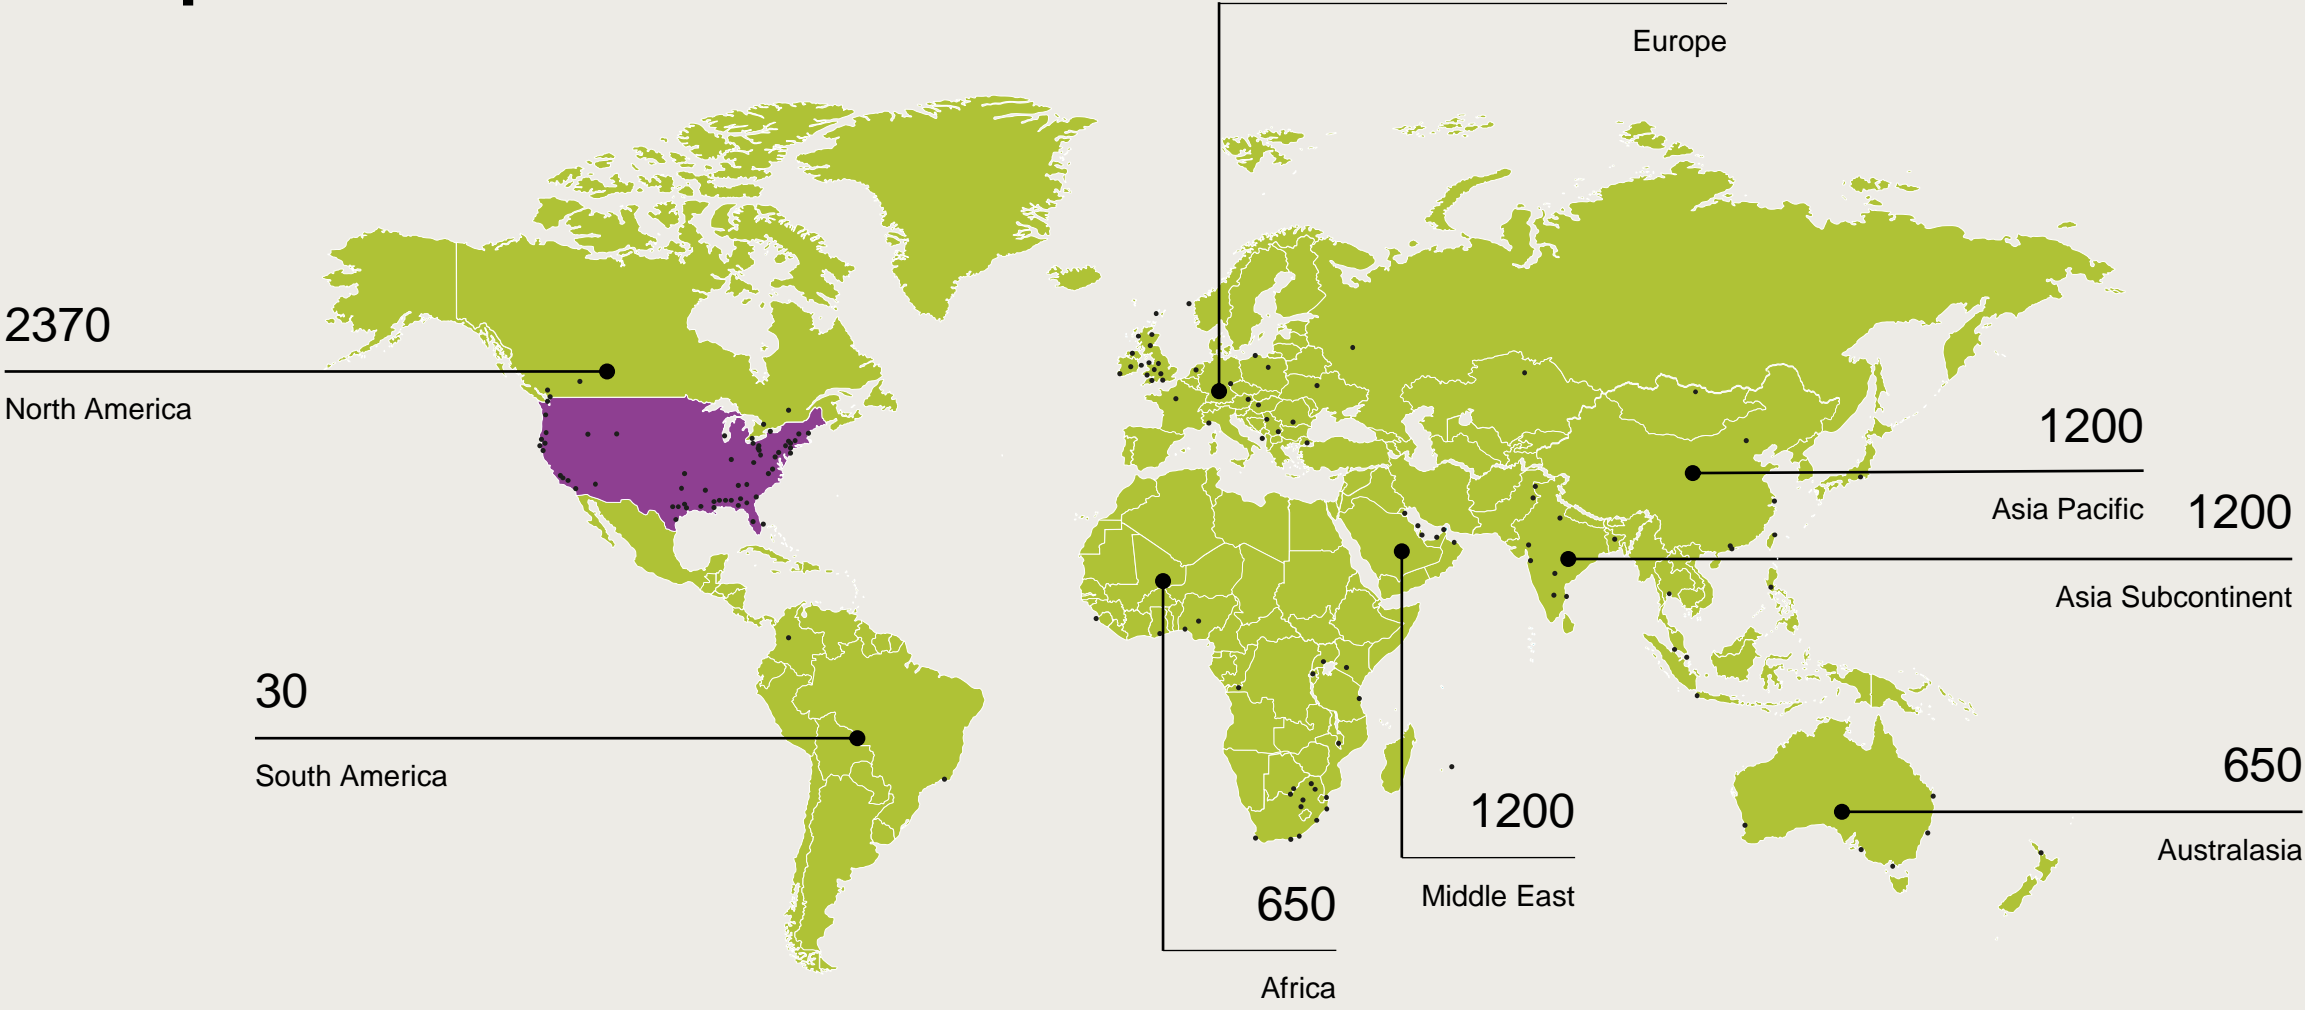 Europe
2370
North America
1200
Asia Pacific
1200
Asia Subcontinent
30
South America
650
Australasia
1200
Middle East
650
Africa